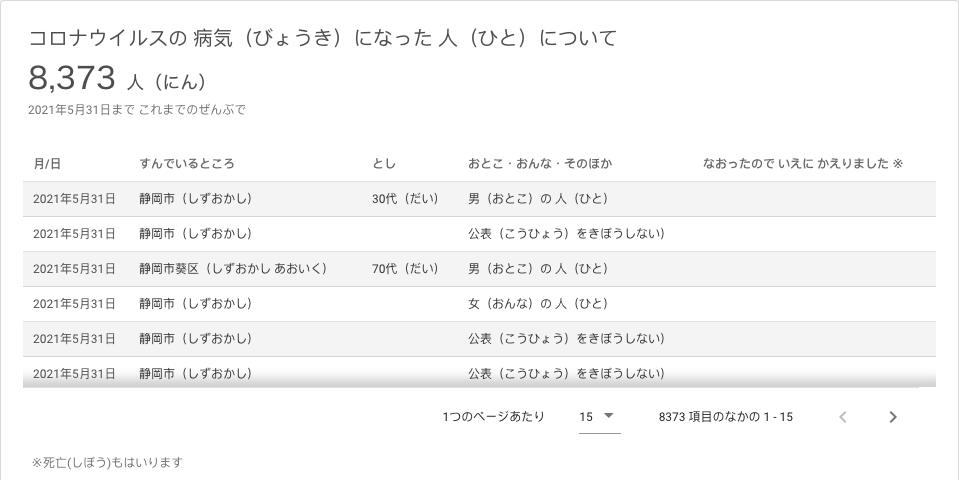 コロナウイルスの 病気（びょうき）になった 人（ひと）について
8,373 人（にん）
2021年5月31日まで これまでのぜんぶで
月/日 すんでいるところ とし おとこ・おんな・そのほか なおったので いえに かえりました ※
2021年5月31日 静岡市（しずおかし） 30代（だい） 男（おとこ）の 人（ひと）
2021年5月31日 静岡市（しずおかし） 公表（こうひょう）をきぼうしない）
2021年5月31日 静岡市葵区（しずおかし あおいく） 70代（だい） 男（おとこ）の 人（ひと）
2021年5月31日 静岡市（しずおかし） 女（おんな）の 人（ひと）
2021年5月31日 静岡市（しずおかし） 公表（こうひょう）をきぼうしない）
2021年5月31日 静岡市（しずおかし） 公表（こうひょう）をきぼうしない）
1つのページあたり 15 8373 項目のなかの 1 - 15
※死亡(しぼう)もはいります